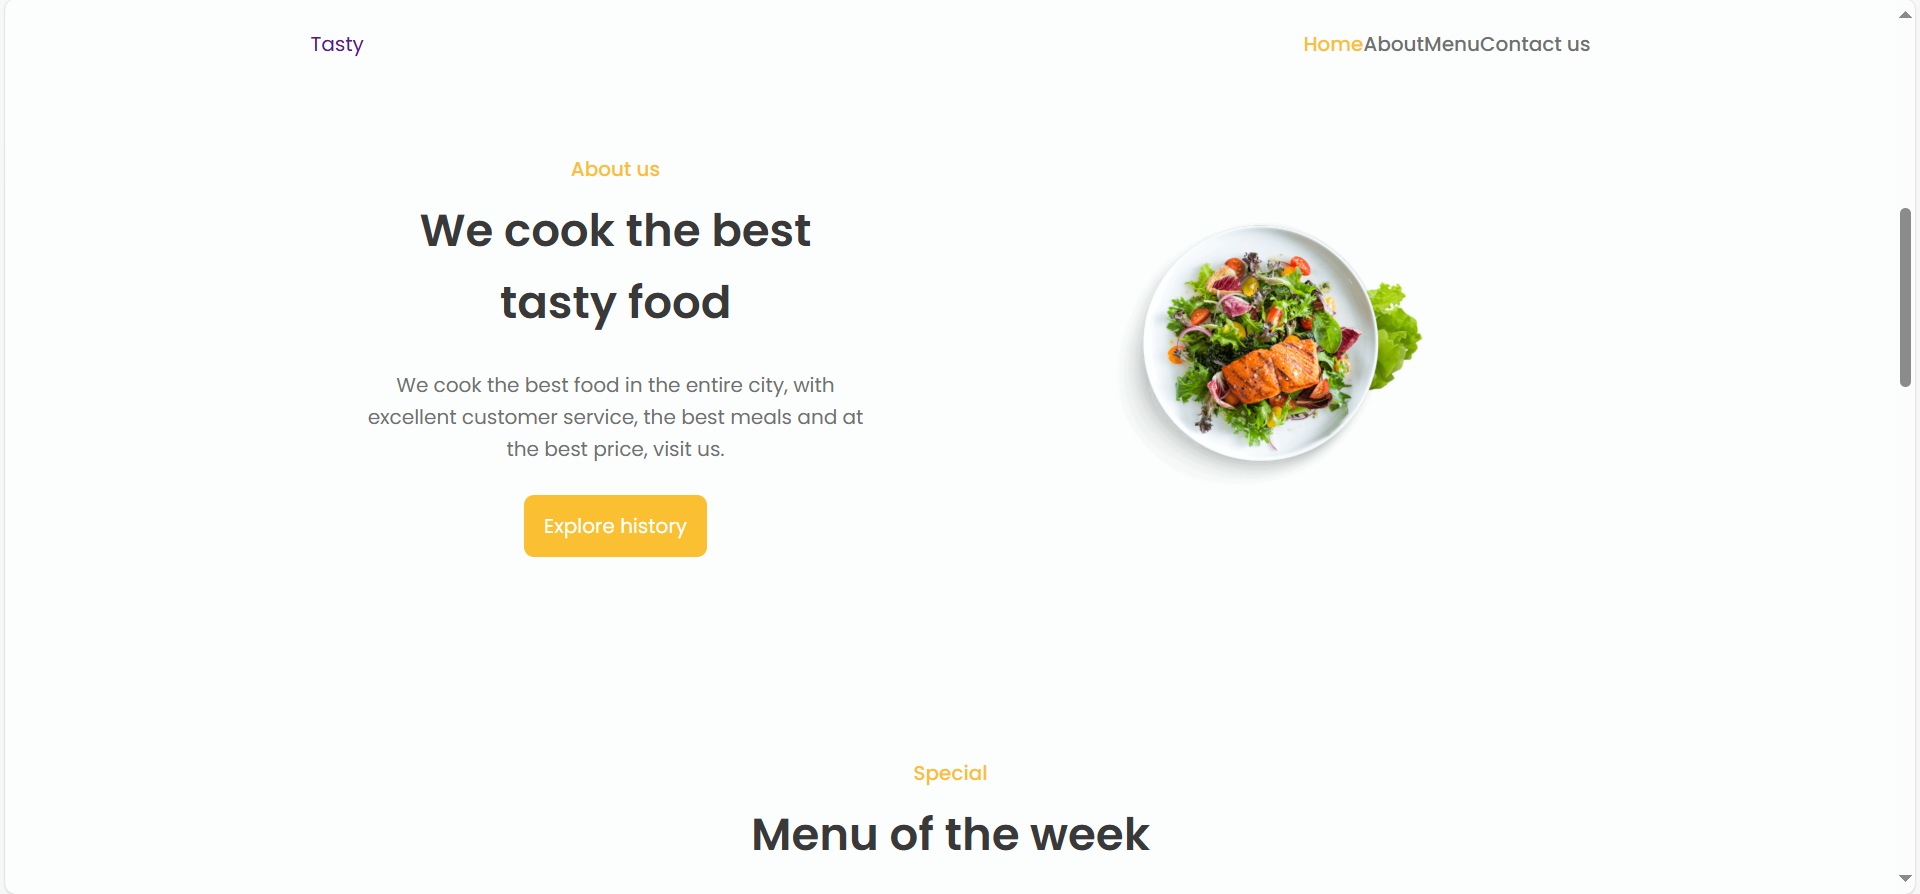 Tasty
HomeAboutMenuContact us
About us
We cook the best
tasty food
We cook the best food in the entire city, with
excellent customer service, the best meals and at
the best price, visit us.
Explore history
Special
Menu of the week